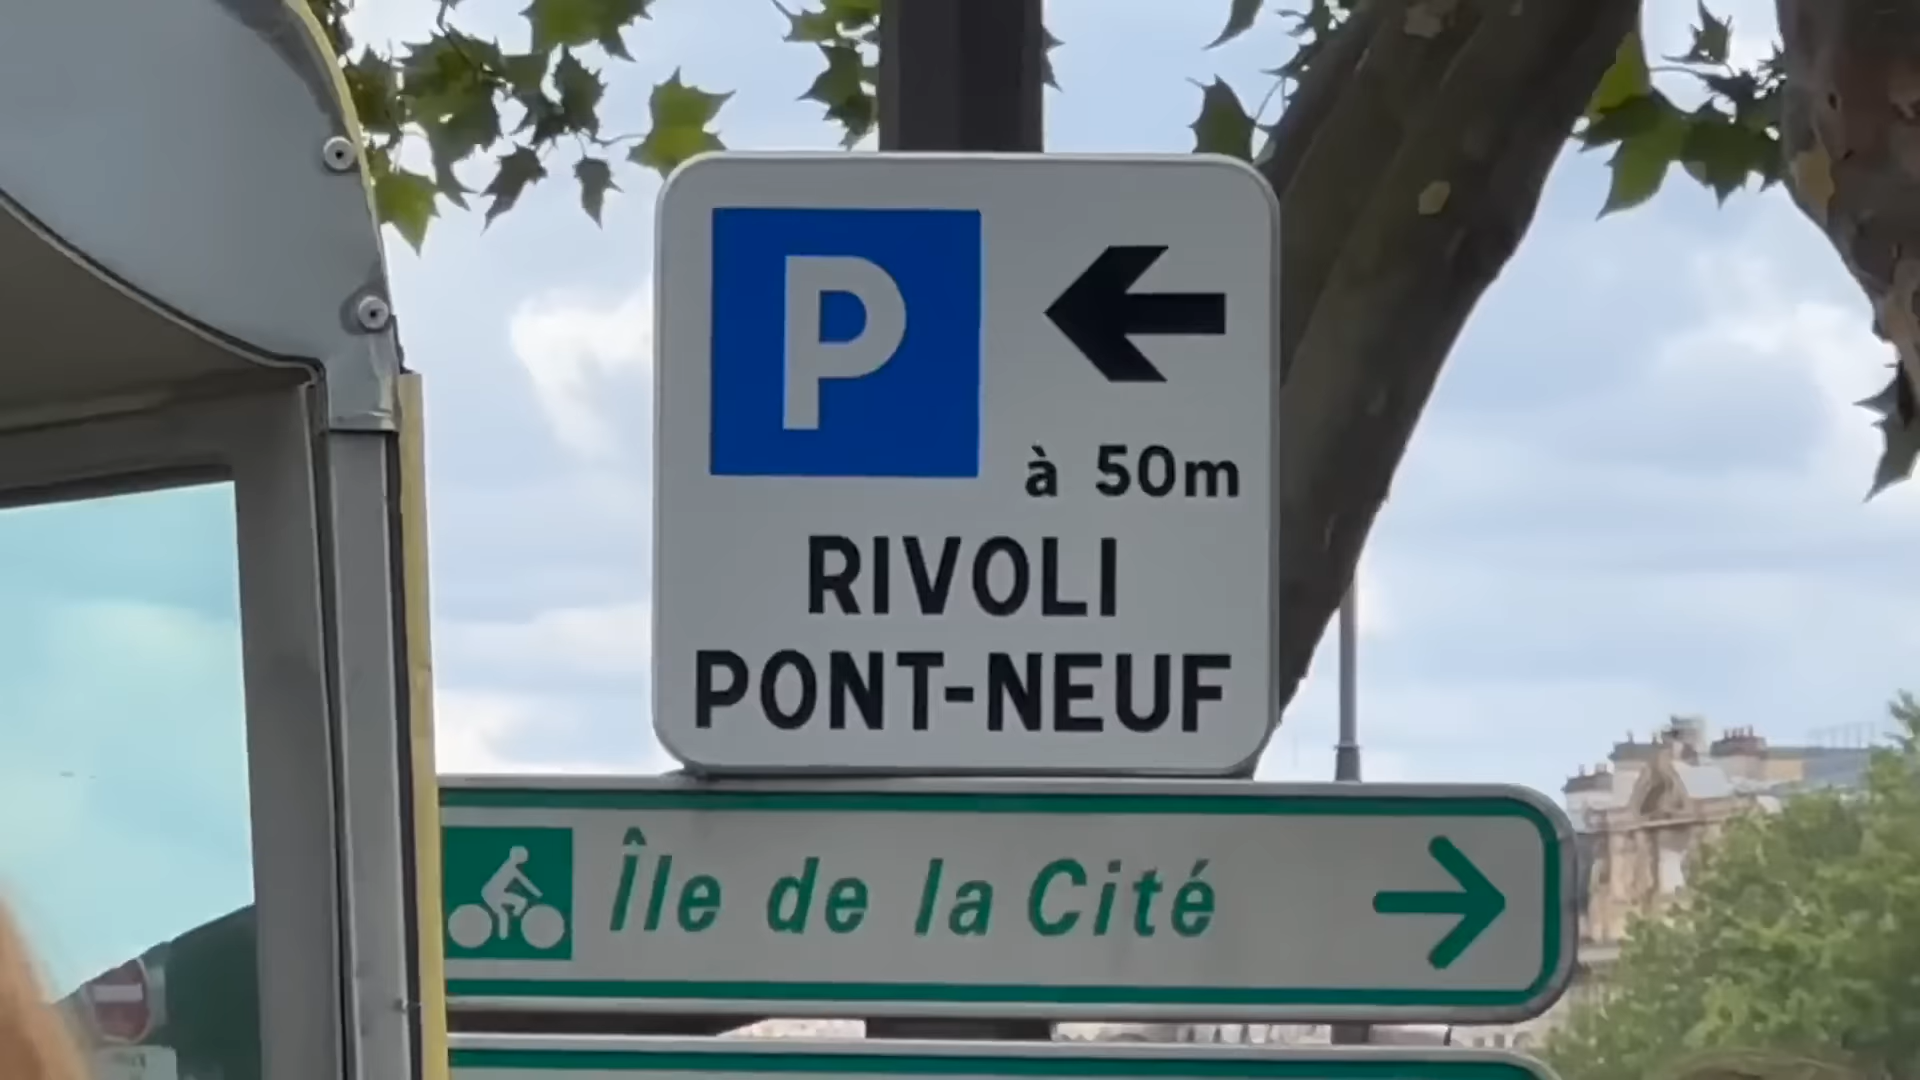 P
à 50m
RIVOLI
PONT-NEUF
Île de la Cité